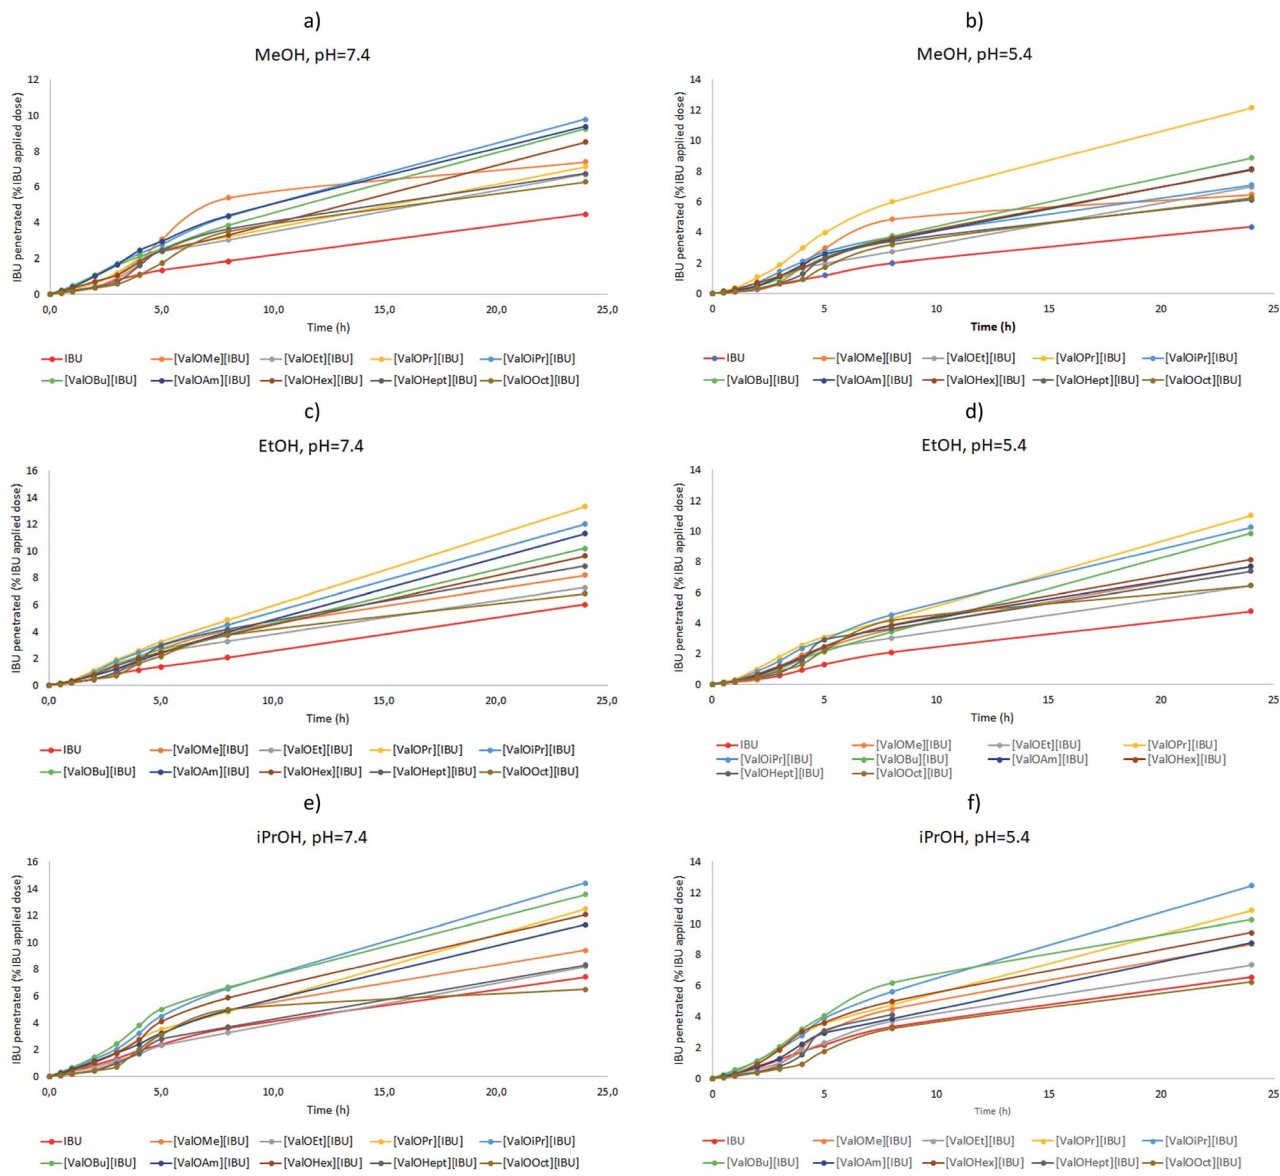 a)
MeOH, pH=7.4
IBU penetrated (% IBU applied dose)
12
10
8
6
4
2
0
0,0 5,0 10,0 15,0 20,0 25,0
Time (h)
IBU [ValOMe][IBU] [ValOEt][IBU] [ValOPr][IBU] [ValOiPr][IBU]
[ValOBu][IBU] [ValOAm][IBU] [ValOHex][IBU] [ValOHept][IBU] [ValOOct][IBU]
b)
MeOH, pH=5.4
IBU penetrated (% IBU applied dose)
14
12
10
8
6
4
2
0
0 5 10 15 20 25
Time (h)
IBU [ValOMe][IBU] [ValOEt][IBU] [ValOPr][IBU] [ValOiPr][IBU]
[ValOBu][IBU] [ValOAm][IBU] [ValOHex][IBU] [ValOHept][IBU] [ValOOct][IBU]
c)
EtOH, pH=7.4
IBU penetrated (% IBU applied dose)
16
14
12
10
8
6
4
2
0
0,0 5,0 10,0 15,0 20,0 25,0
Time (h)
IBU [ValOMe][IBU] [ValOEt][IBU] [ValOPr][IBU] [ValOiPr][IBU]
[ValOBu][IBU] [ValOAm][IBU] [ValOHex][IBU] [ValOHept][IBU] [ValOOct][IBU]
d)
EtOH, pH=5.4
IBU penetrated (% IBU applied dose)
14
12
10
8
6
4
2
0
0 5 10 15 20 25
Time (h)
IBU [ValOMe][IBU] [ValOEt][IBU] [ValOPr][IBU]
[ValOiPr][IBU] [ValOBu][IBU] [ValOAm][IBU] [ValOHex][IBU]
[ValOHept][IBU] [ValOOct][IBU]
e)
iPrOH, pH=7.4
IBU penetrated (% IBU applied dose)
16
14
12
10
8
6
4
2
0
0,0 5,0 10,0 15,0 20,0 25,0
Time (h)
IBU [ValOMe][IBU] [ValOEt][IBU] [ValOPr][IBU] [ValOiPr][IBU]
[ValOBu][IBU] [ValOAm][IBU] [ValOHex][IBU] [ValOHept][IBU] [ValOOct][IBU]
f)
iPrOH, pH=5.4
IBU penetrated (% IBU applied dose)
14
12
10
8
6
4
2
0
0 5 10 15 20 25
Time (h)
IBU [ValOMe][IBU] [ValOEt][IBU] [ValOPr][IBU] [ValOiPr][IBU]
[ValOBu][IBU] [ValOAm][IBU] [ValOHex][IBU] [ValOHept][IBU] [ValOOct][IBU]